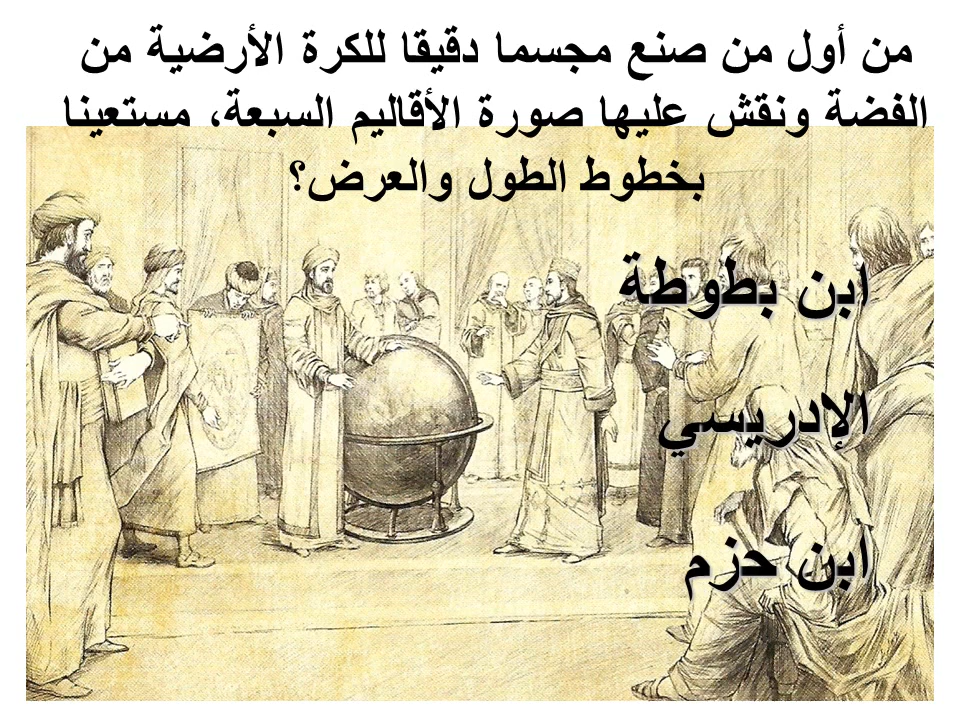 من أول من صنع مجسما دقيقا للكرة الأرضية من
الفضة ونقش عليها صورة الأقاليم السبعة، مستعينا
بخطوط الطول والعرض؟
ابن بطوطة
الإدريسي
ابن حزم